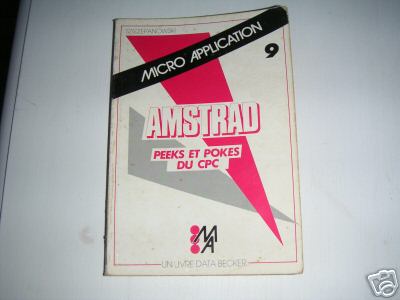 SZCZEPANOWSKI
MICRO APPLICATION
9
AMSTRAD
PEEKS ET POKES
DU CPC
MA
UN LIVRE DATA BECKER